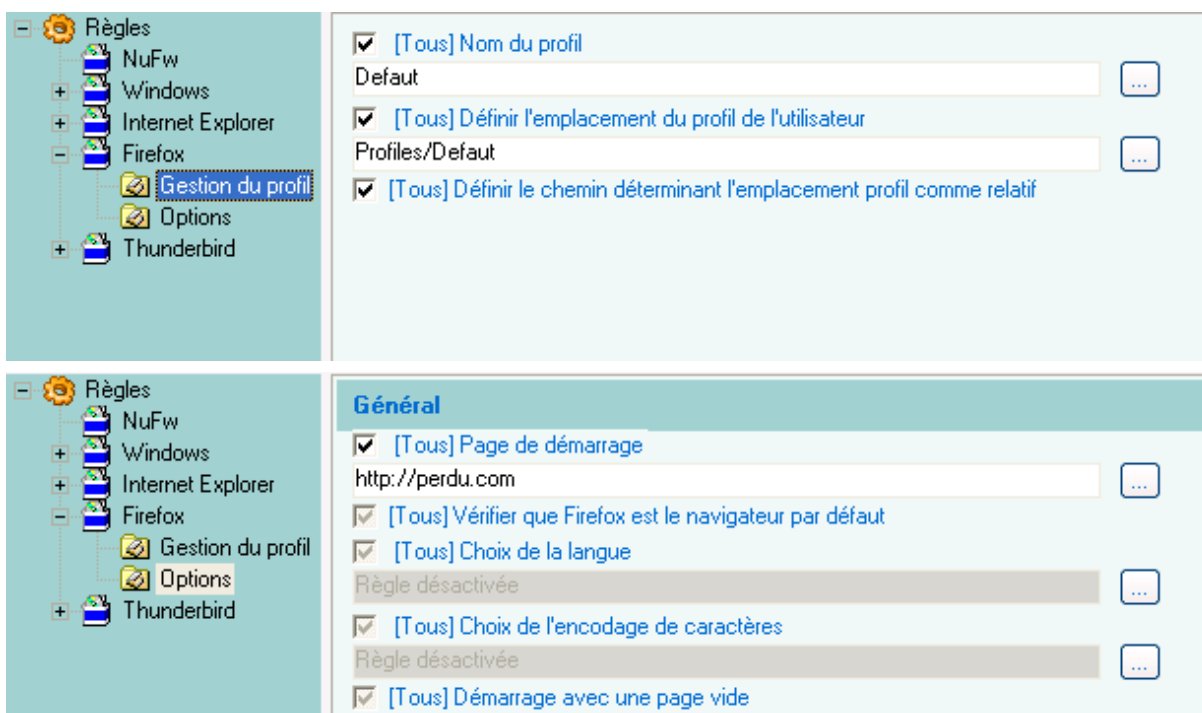 Règles
NuFw
Windows
Internet Explorer
Firefox
Gestion du profil
Options
Thunderbird
[Tous] Nom du profil
Defaut
...
[Tous] Définir l'emplacement du profil de l'utilisateur
Profiles/Defaut
...
[Tous] Définir le chemin déterminant l'emplacement profil comme relatif
Règles
NuFw
Windows
Internet Explorer
Firefox
Gestion du profil
Options
Thunderbird
Général
[Tous] Page de démarrage
http://perdu.com
...
[Tous] Vérifier que Firefox est le navigateur par défaut
[Tous] Choix de la langue
Règle désactivée
...
[Tous] Choix de l'encodage de caractères
Règle désactivée
...
[Tous] Démarrage avec une page vide